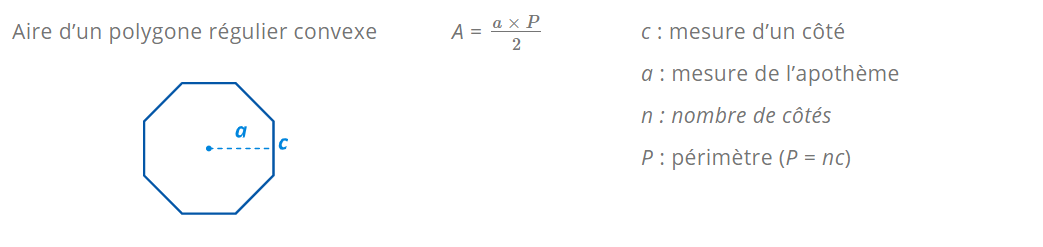 Aire d’un polygone régulier convexe
A = a × P / 2
c : mesure d’un côté
a : mesure de l’apothème
n : nombre de côtés
P : périmètre (P = nc)
a
c